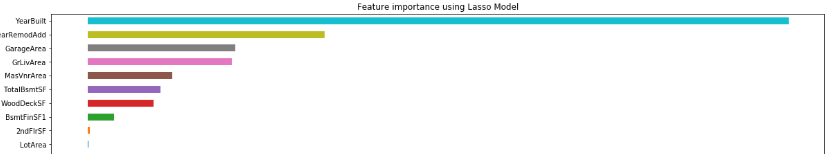 Feature importance using Lasso Model
YearBuilt
earRemodAdd
GarageArea
GrLivArea
MasVnrArea
TotalBsmtSF
WoodDeckSF
BsmtFinSF1
2ndFlrSF
LotArea